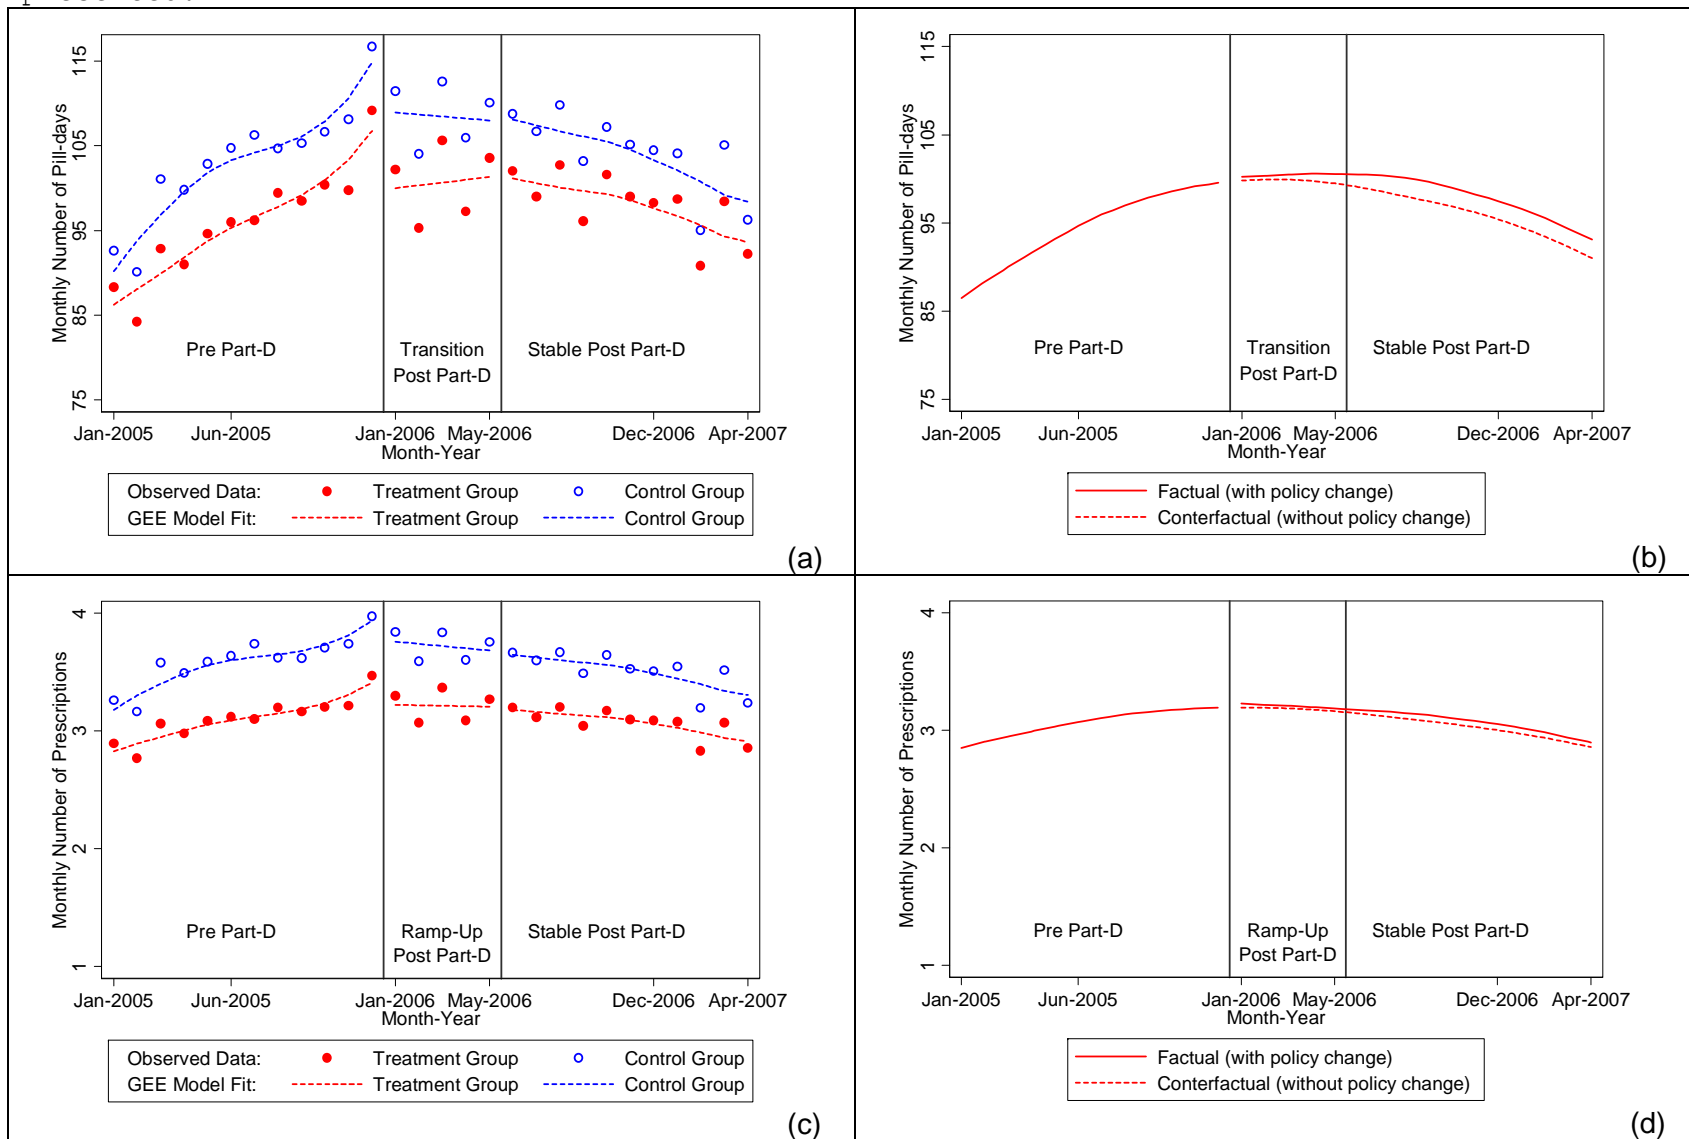 115
105
95
85
75
Monthly Number of Pill-days
Pre Part-D
Transition
Post Part-D
Stable Post Part-D
Jan-2005
Jun-2005
Jan-2006
May-2006
Dec-2006
Apr-2007
Month-Year
Observed Data:
Treatment Group
Control Group
GEE Model Fit:
Treatment Group
Control Group
(a)
115
105
95
85
75
Monthly Number of Pill-days
Pre Part-D
Transition
Post Part-D
Stable Post Part-D
Jan-2005
Jun-2005
Jan-2006
May-2006
Dec-2006
Apr-2007
Month-Year
Factual (with policy change)
Conterfactual (without policy change)
(b)
4
3
2
1
Monthly Number of Prescriptions
Pre Part-D
Ramp-Up
Post Part-D
Stable Post Part-D
Jan-2005
Jun-2005
Jan-2006
May-2006
Dec-2006
Apr-2007
Month-Year
Observed Data:
Treatment Group
Control Group
GEE Model Fit:
Treatment Group
Control Group
(c)
4
3
2
1
Monthly Number of Prescriptions
Pre Part-D
Ramp-Up
Post Part-D
Stable Post Part-D
Jan-2005
Jun-2005
Jan-2006
May-2006
Dec-2006
Apr-2007
Month-Year
Factual (with policy change)
Conterfactual (without policy change)
(d)